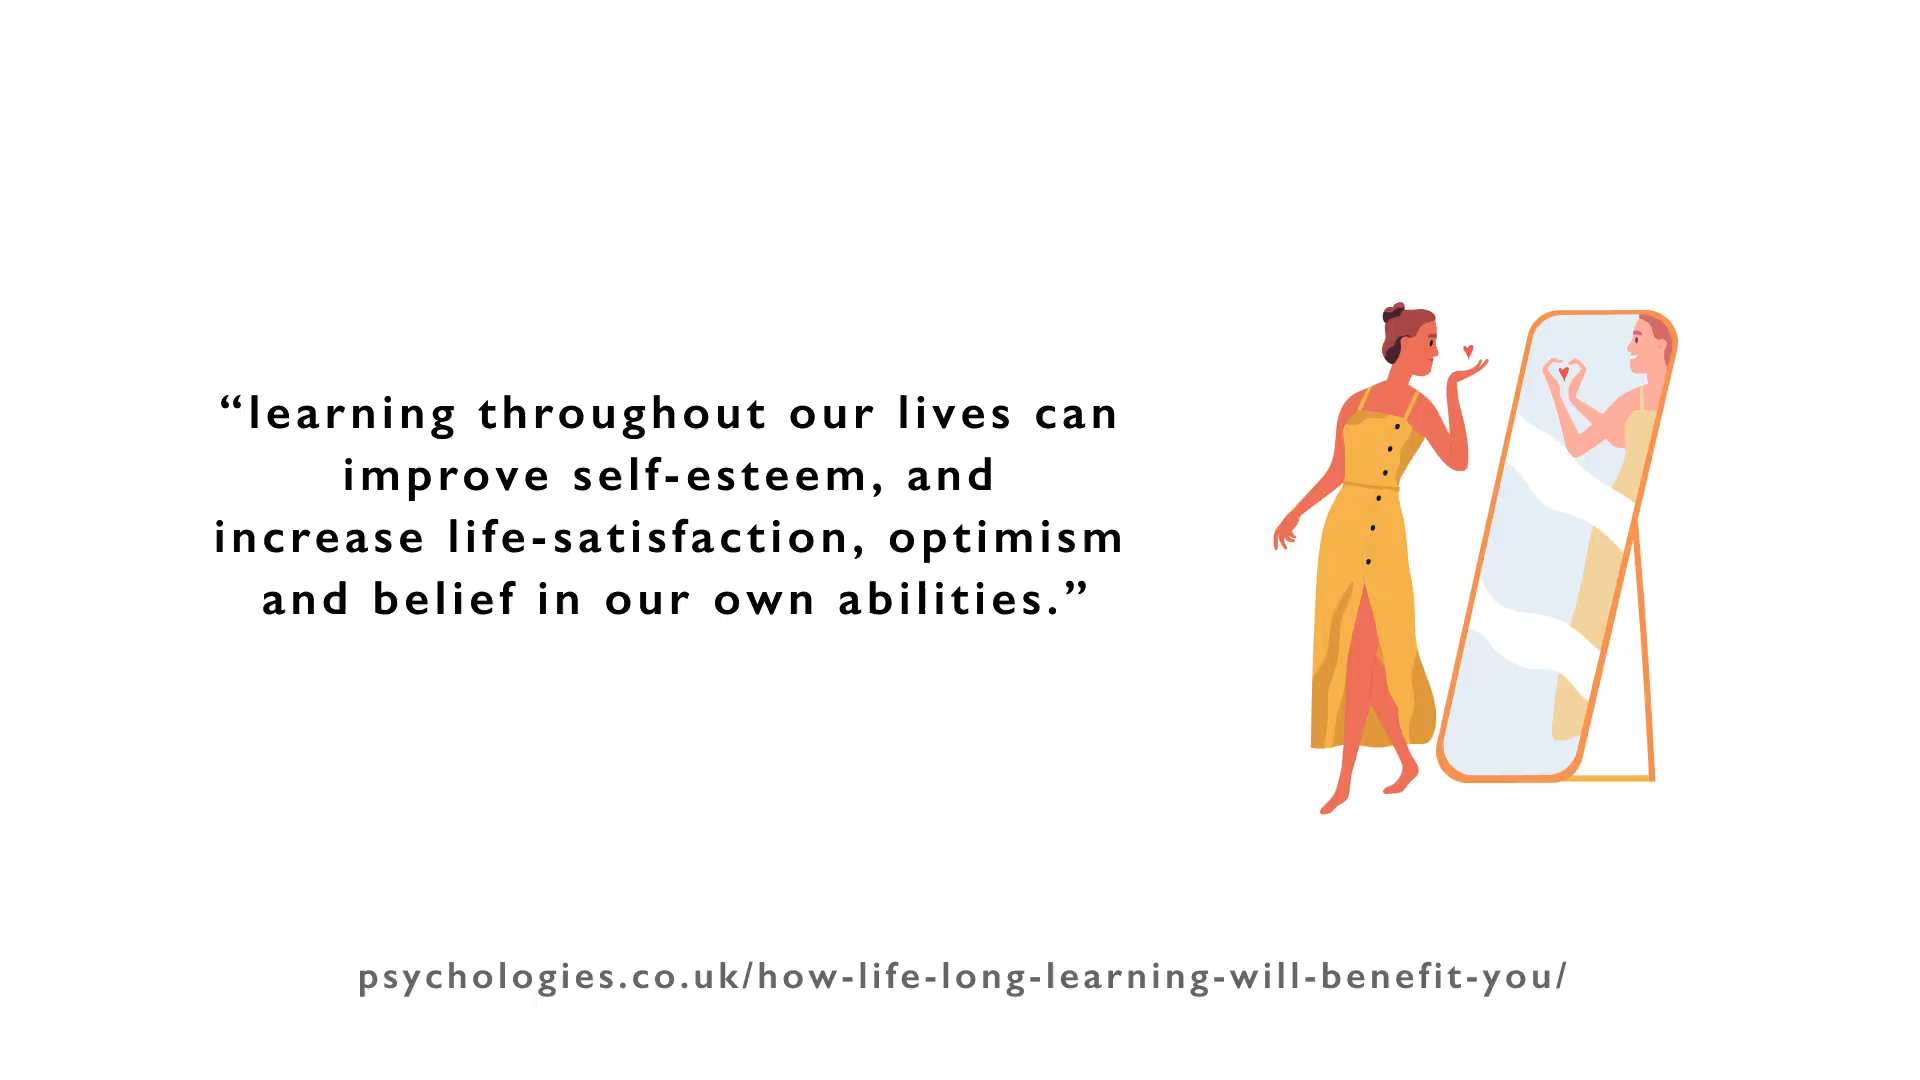 “learning throughout our lives can
improve self-esteem, and
increase life-satisfaction, optimism
and belief in our own abilities.”
psychologies.co.uk/how-life-long-learning-will-benefit-you/